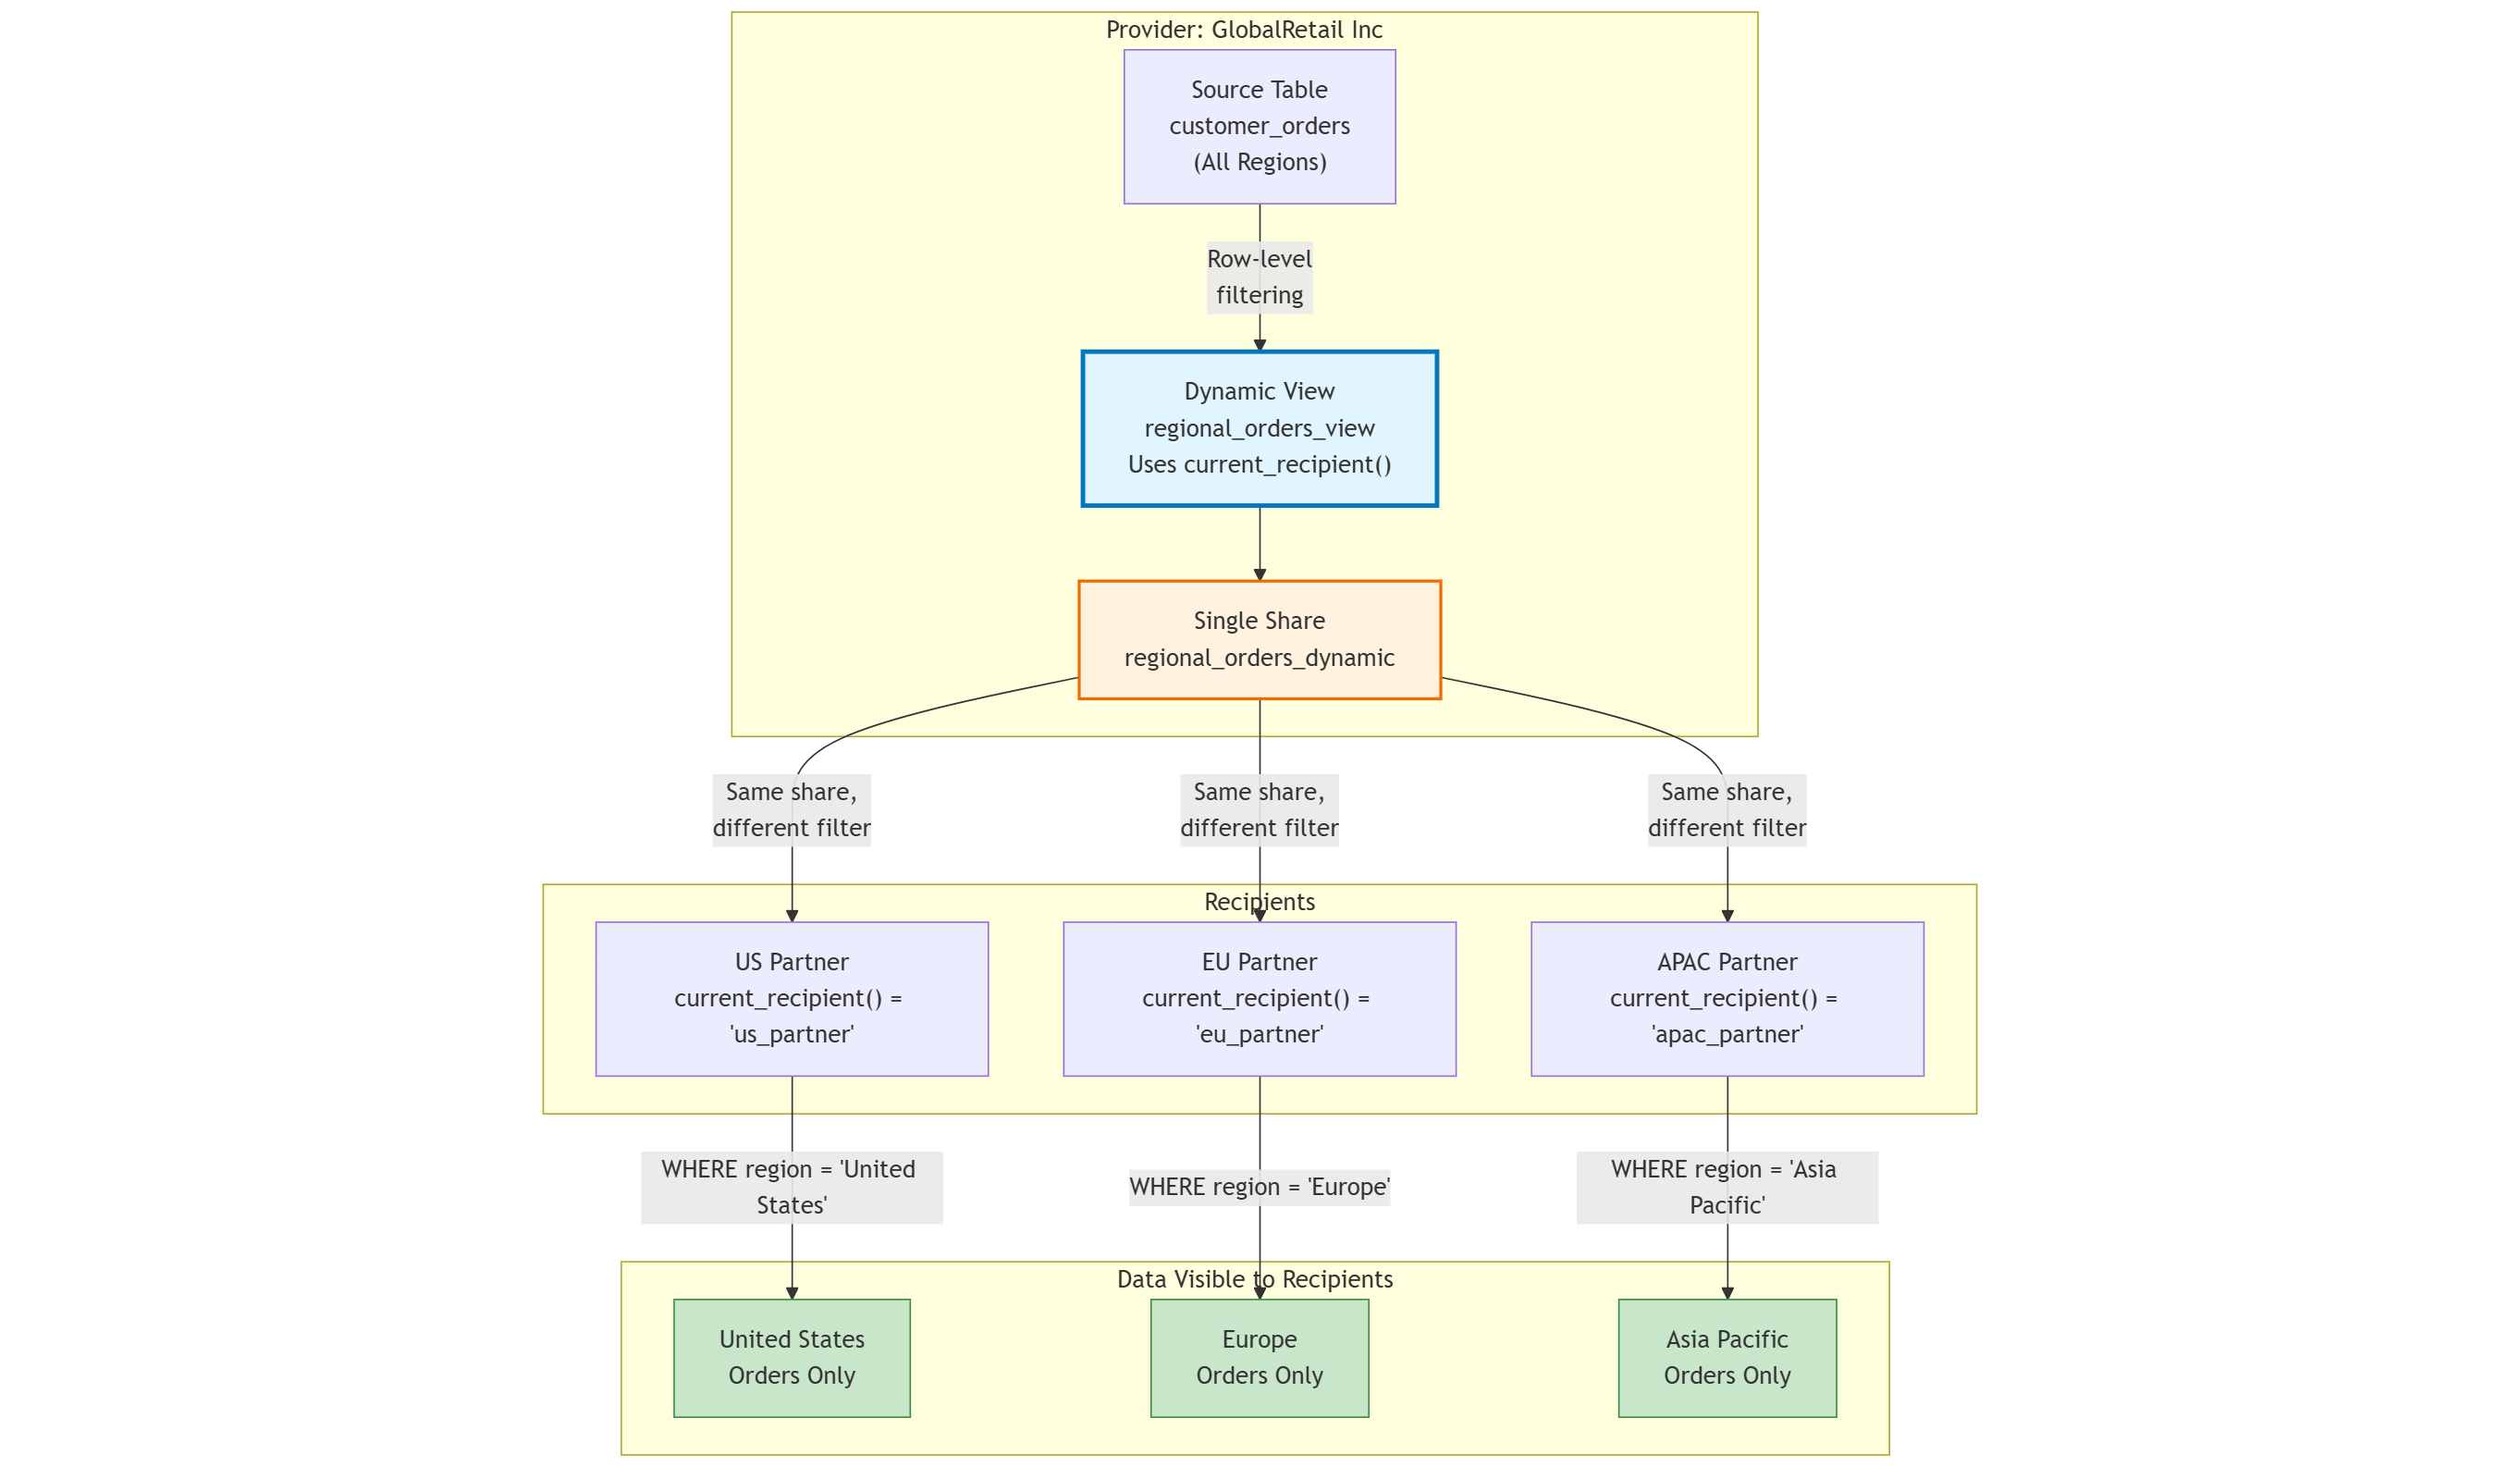 Provider: GlobalRetail Inc
Source Table
customer_orders
(All Regions)
Row-level
filtering
Dynamic View
regional_orders_view
Uses current_recipient()
Single Share
regional_orders_dynamic
Same share,
different filter
Same share,
different filter
Same share,
different filter
Recipients
US Partner
current_recipient() =
'us_partner'
EU Partner
current_recipient() =
'eu_partner'
APAC Partner
current_recipient() =
'apac_partner'
WHERE region = 'United
States'
WHERE region = 'Europe'
WHERE region = 'Asia
Pacific'
Data Visible to Recipients
United States
Orders Only
Europe
Orders Only
Asia Pacific
Orders Only